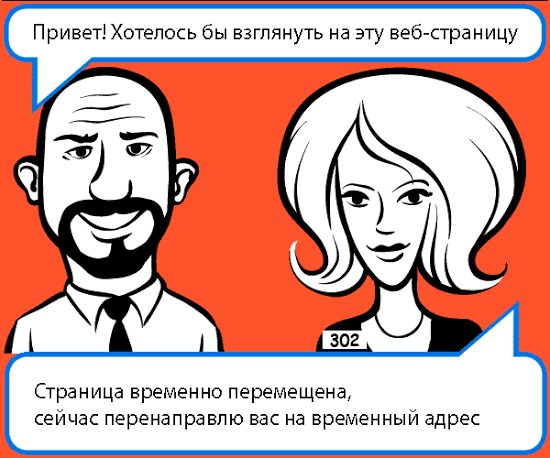 Привет! Хотелось бы взглянуть на эту веб-страницу
302
Страница временно перемещена,
сейчас перенаправлю вас на временный адрес